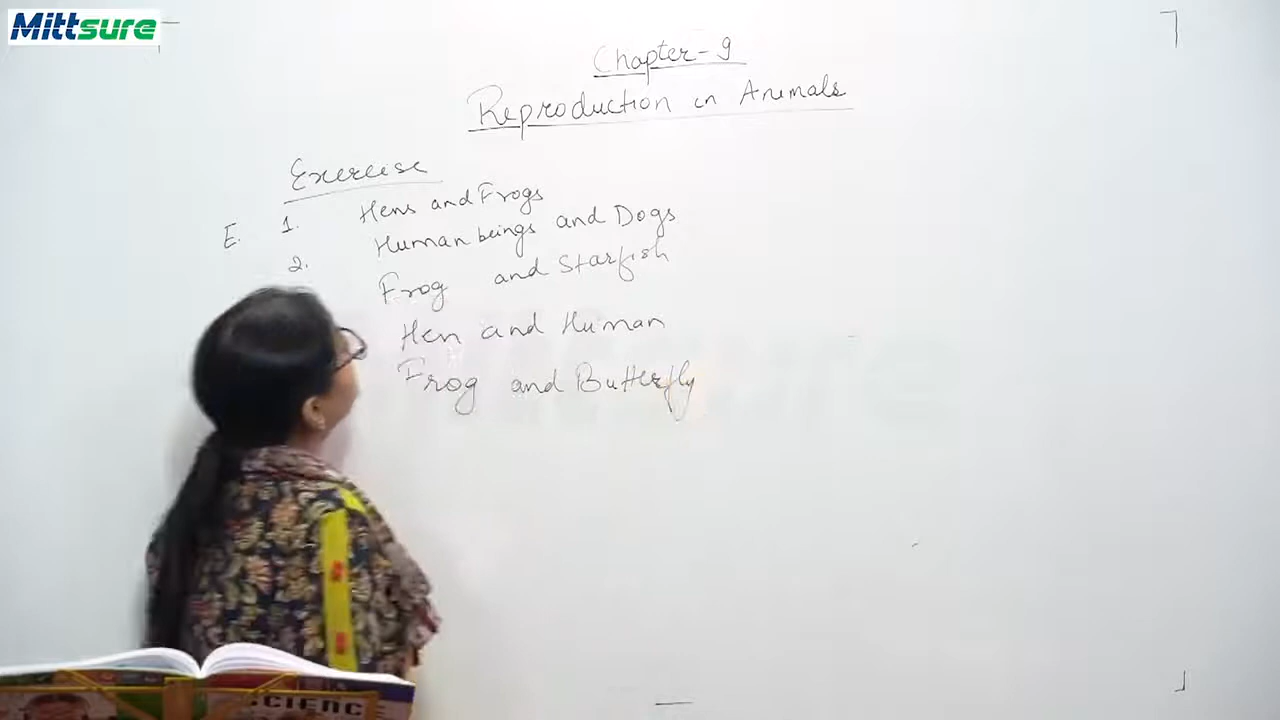 Mittsure
Chapter-9
Reproduction in Animals
Exercise
E. 1. Hens and Frogs
2. Human beings and Dogs
Frog and Starfish
Hen and Human
Frog and Butterfly
SCIENCE